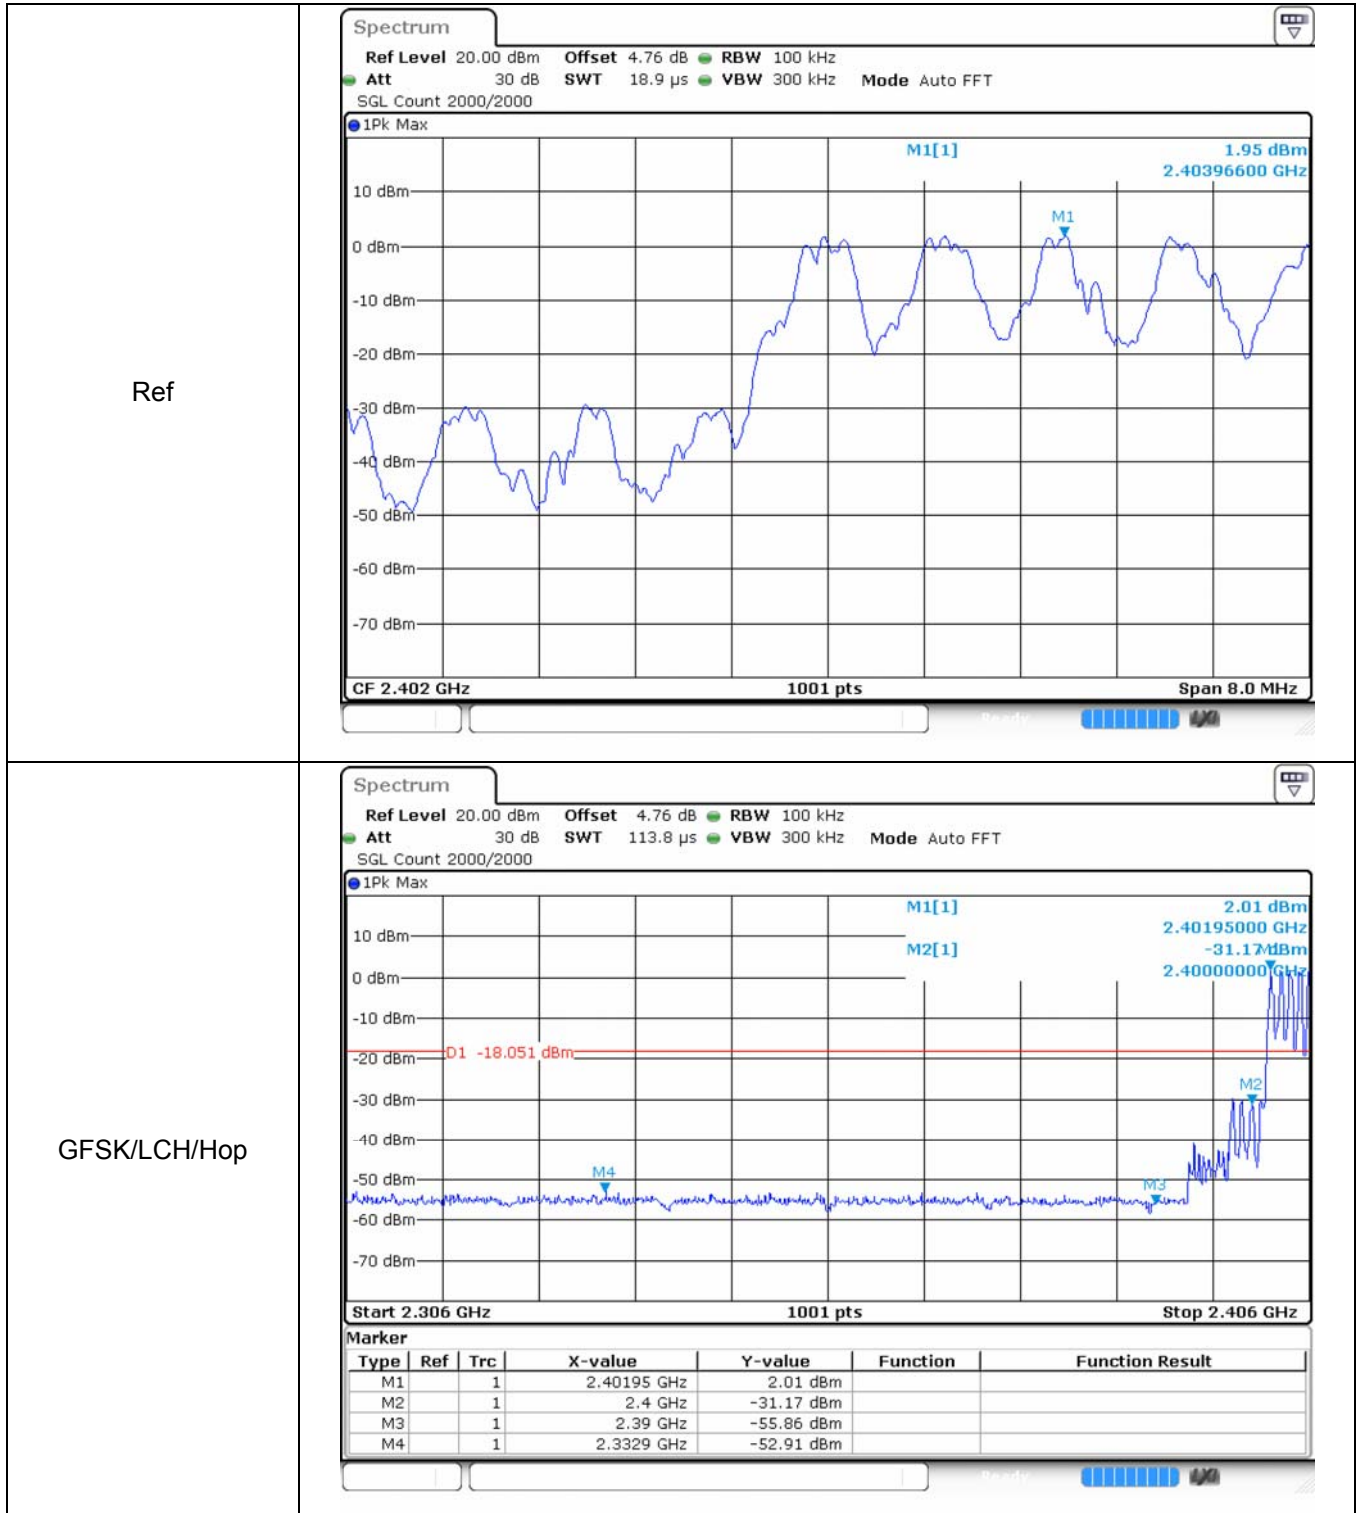 Ref
Spectrum
Ref Level 20.00 dBm Offset 4.76 dB RBW 100 kHz
Att 30 dB SWT 18.9 µs VBW 300 kHz Mode Auto FFT
SGL Count 2000/2000
1Pk Max
M1[1] 1.95 dBm
2.40396600 GHz
10 dBm
M1
0 dBm
-10 dBm
-20 dBm
-30 dBm
-40 dBm
-50 dBm
-60 dBm
-70 dBm
CF 2.402 GHz 1001 pts Span 8.0 MHz
Ready
GFSK/LCH/Hop
Spectrum
Ref Level 20.00 dBm Offset 4.76 dB RBW 100 kHz
Att 30 dB SWT 113.8 µs VBW 300 kHz Mode Auto FFT
SGL Count 2000/2000
1Pk Max
M1[1] 2.01 dBm
2.40195000 GHz
10 dBm
M2[1] -31.17 dBm
M1
0 dBm 2.40000000 GHz
-10 dBm
-20 dBm D1 -18.051 dBm
M2
-30 dBm
-40 dBm
-50 dBm M4 M3
-60 dBm
-70 dBm
Start 2.306 GHz 1001 pts Stop 2.406 GHz
Marker
Type Ref Trc X-value Y-value Function Function Result
M1 1 2.40195 GHz 2.01 dBm
M2 1 2.4 GHz -31.17 dBm
M3 1 2.39 GHz -55.86 dBm
M4 1 2.3329 GHz -52.91 dBm
Ready